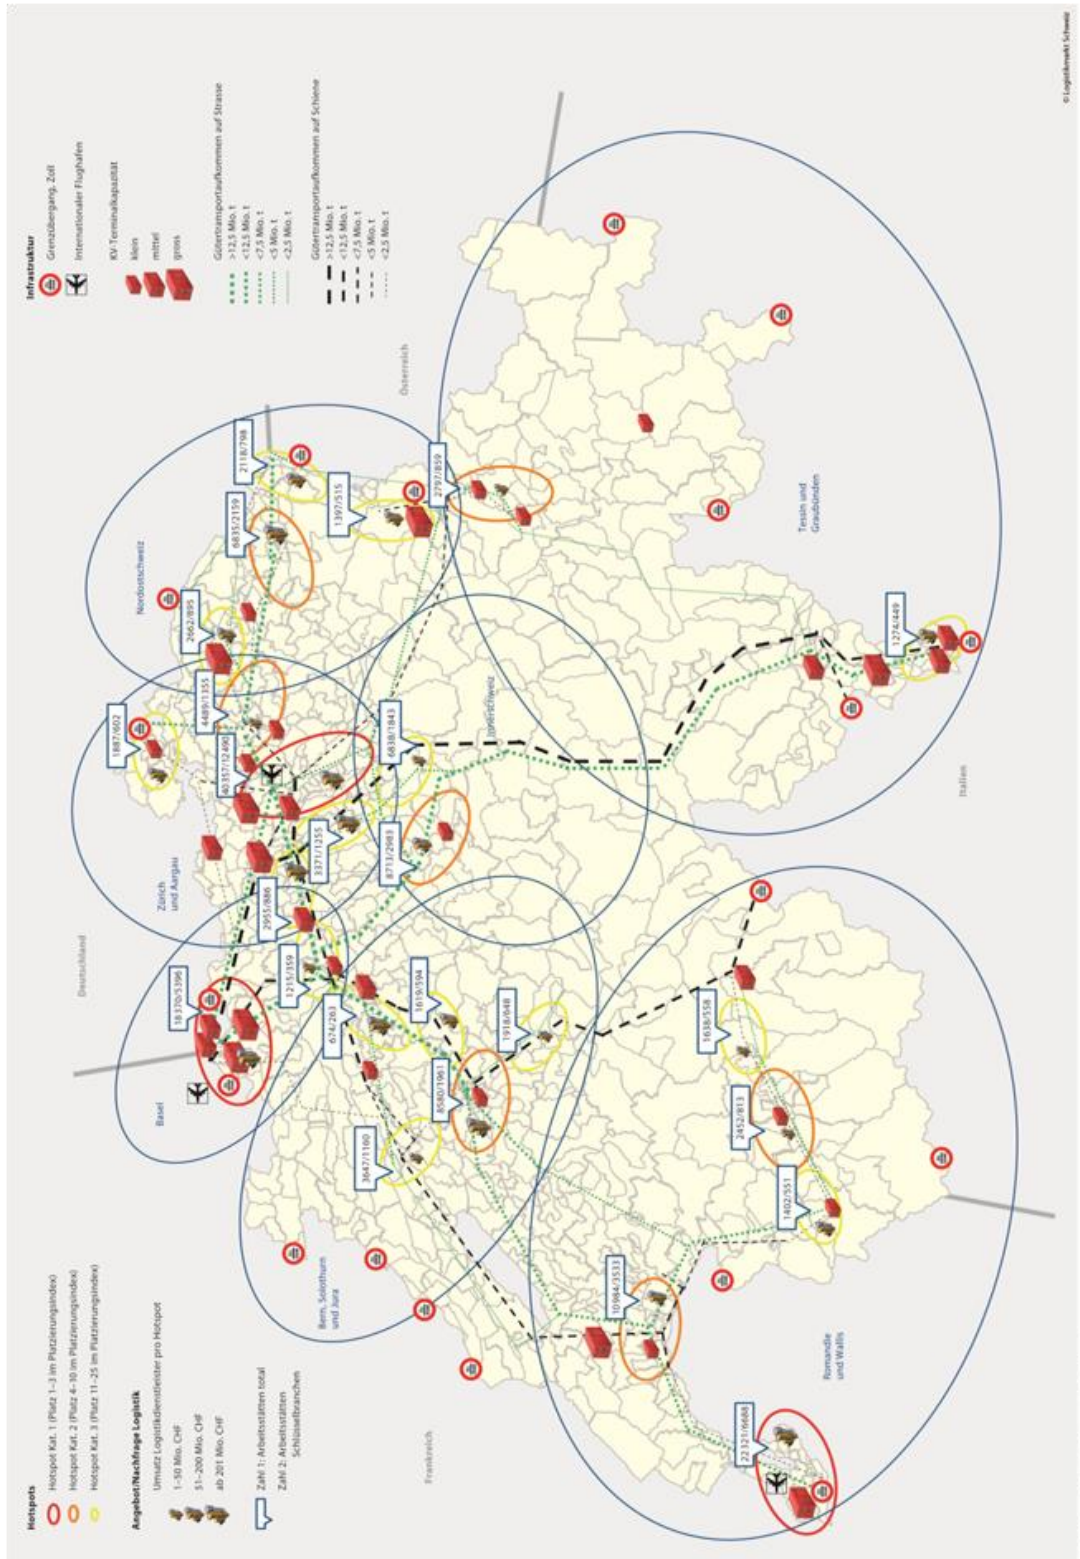 Hotspots
Hotspot Kat. 1 (Platz 1–3 im Platzierungsindex)
Hotspot Kat. 2 (Platz 4–10 im Platzierungsindex)
Hotspot Kat. 3 (Platz 11–25 im Platzierungsindex)
Angebot/Nachfrage Logistik
Umsatz Logistikdienstleister pro Hotspot
1–50 Mio. CHF
51–200 Mio. CHF
ab 201 Mio. CHF
Zahl 1: Arbeitsstätten total
Zahl 2: Arbeitsstätten
Schlüsselbranchen
Infrastruktur
Grenzübergang, Zoll
Internationaler Flughafen
KV-Terminalkapazität
klein
mittel
gross
Gütertransportaufkommen auf Strasse
>12,5 Mio. t
<12,5 Mio. t
<7,5 Mio. t
<5 Mio. t
<2,5 Mio. t
Gütertransportaufkommen auf Schiene
>12,5 Mio. t
<12,5 Mio. t
<7,5 Mio. t
<5 Mio. t
<2,5 Mio. t
Deutschland
Österreich
Frankreich
Italien
Basel
Zürich
und Aargau
Nordostschweiz
Bern, Solothurn
und Jura
Tessin und
Graubünden
Romandie
und Wallis
18370/5396
1887/602
2662/895
4489/1355
40357/12490
6835/2159
2118/798
1397/515
2797/859
2955/886
3371/1255
6838/1843
8713/2983
1215/359
674/263
1619/594
1918/648
8580/1961
3647/1160
1638/558
2452/813
1402/551
10984/3533
22321/6688
1274/449
© Logistikmarkt Schweiz